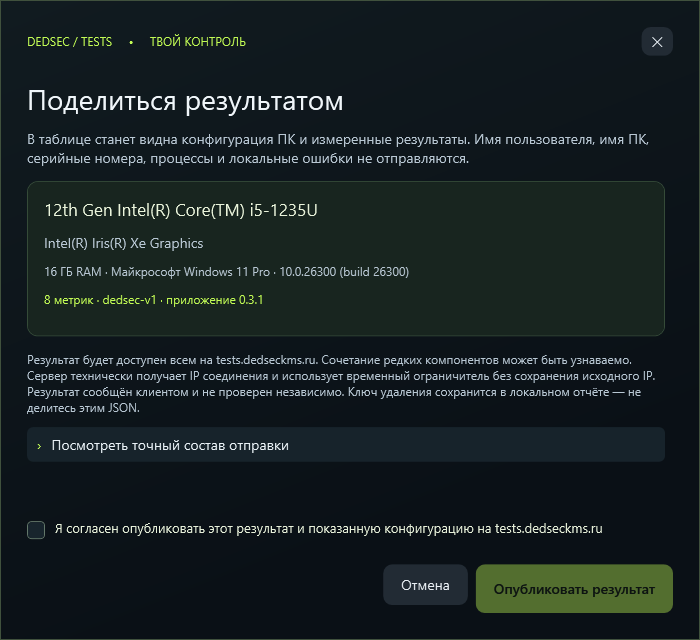 DEDSEC / TESTS • ТВОЙ КОНТРОЛЬ
Поделиться результатом
В таблице станет видна конфигурация ПК и измеренные результаты. Имя пользователя, имя ПК,
серийные номера, процессы и локальные ошибки не отправляются.
12th Gen Intel(R) Core(TM) i5-1235U
Intel(R) Iris(R) Xe Graphics
16 ГБ RAM · Майкрософт Windows 11 Pro · 10.0.26300 (build 26300)
8 метрик · dedsec-v1 · приложение 0.3.1
Результат будет доступен всем на tests.dedseckms.ru. Сочетание редких компонентов может быть узнаваемо.
Сервер технически получает IP соединения и использует временный ограничитель без сохранения исходного IP.
Результат сообщён клиентом и не проверен независимо. Ключ удаления сохранится в локальном отчёте — не
делитесь этим JSON.
› Посмотреть точный состав отправки
Я согласен опубликовать этот результат и показанную конфигурацию на tests.dedseckms.ru
Отмена
Опубликовать результат